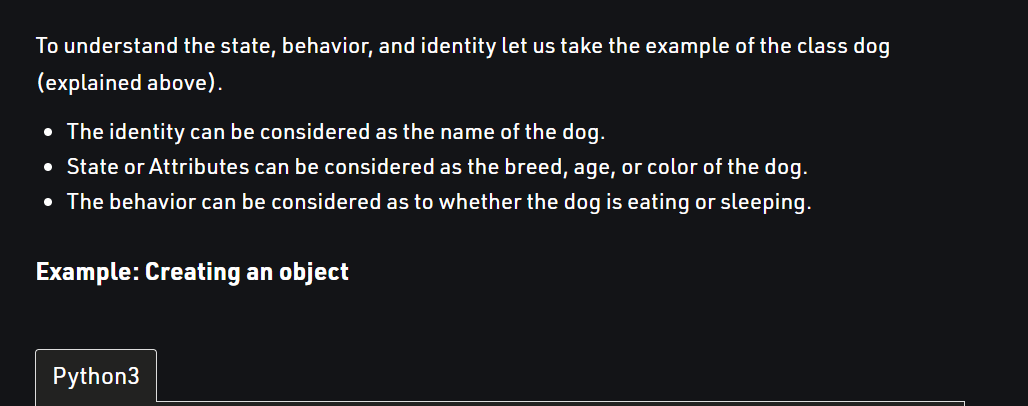 To understand the state, behavior, and identity let us take the example of the class dog
(explained above).
• The identity can be considered as the name of the dog.
• State or Attributes can be considered as the breed, age, or color of the dog.
• The behavior can be considered as to whether the dog is eating or sleeping.
Example: Creating an object
Python3